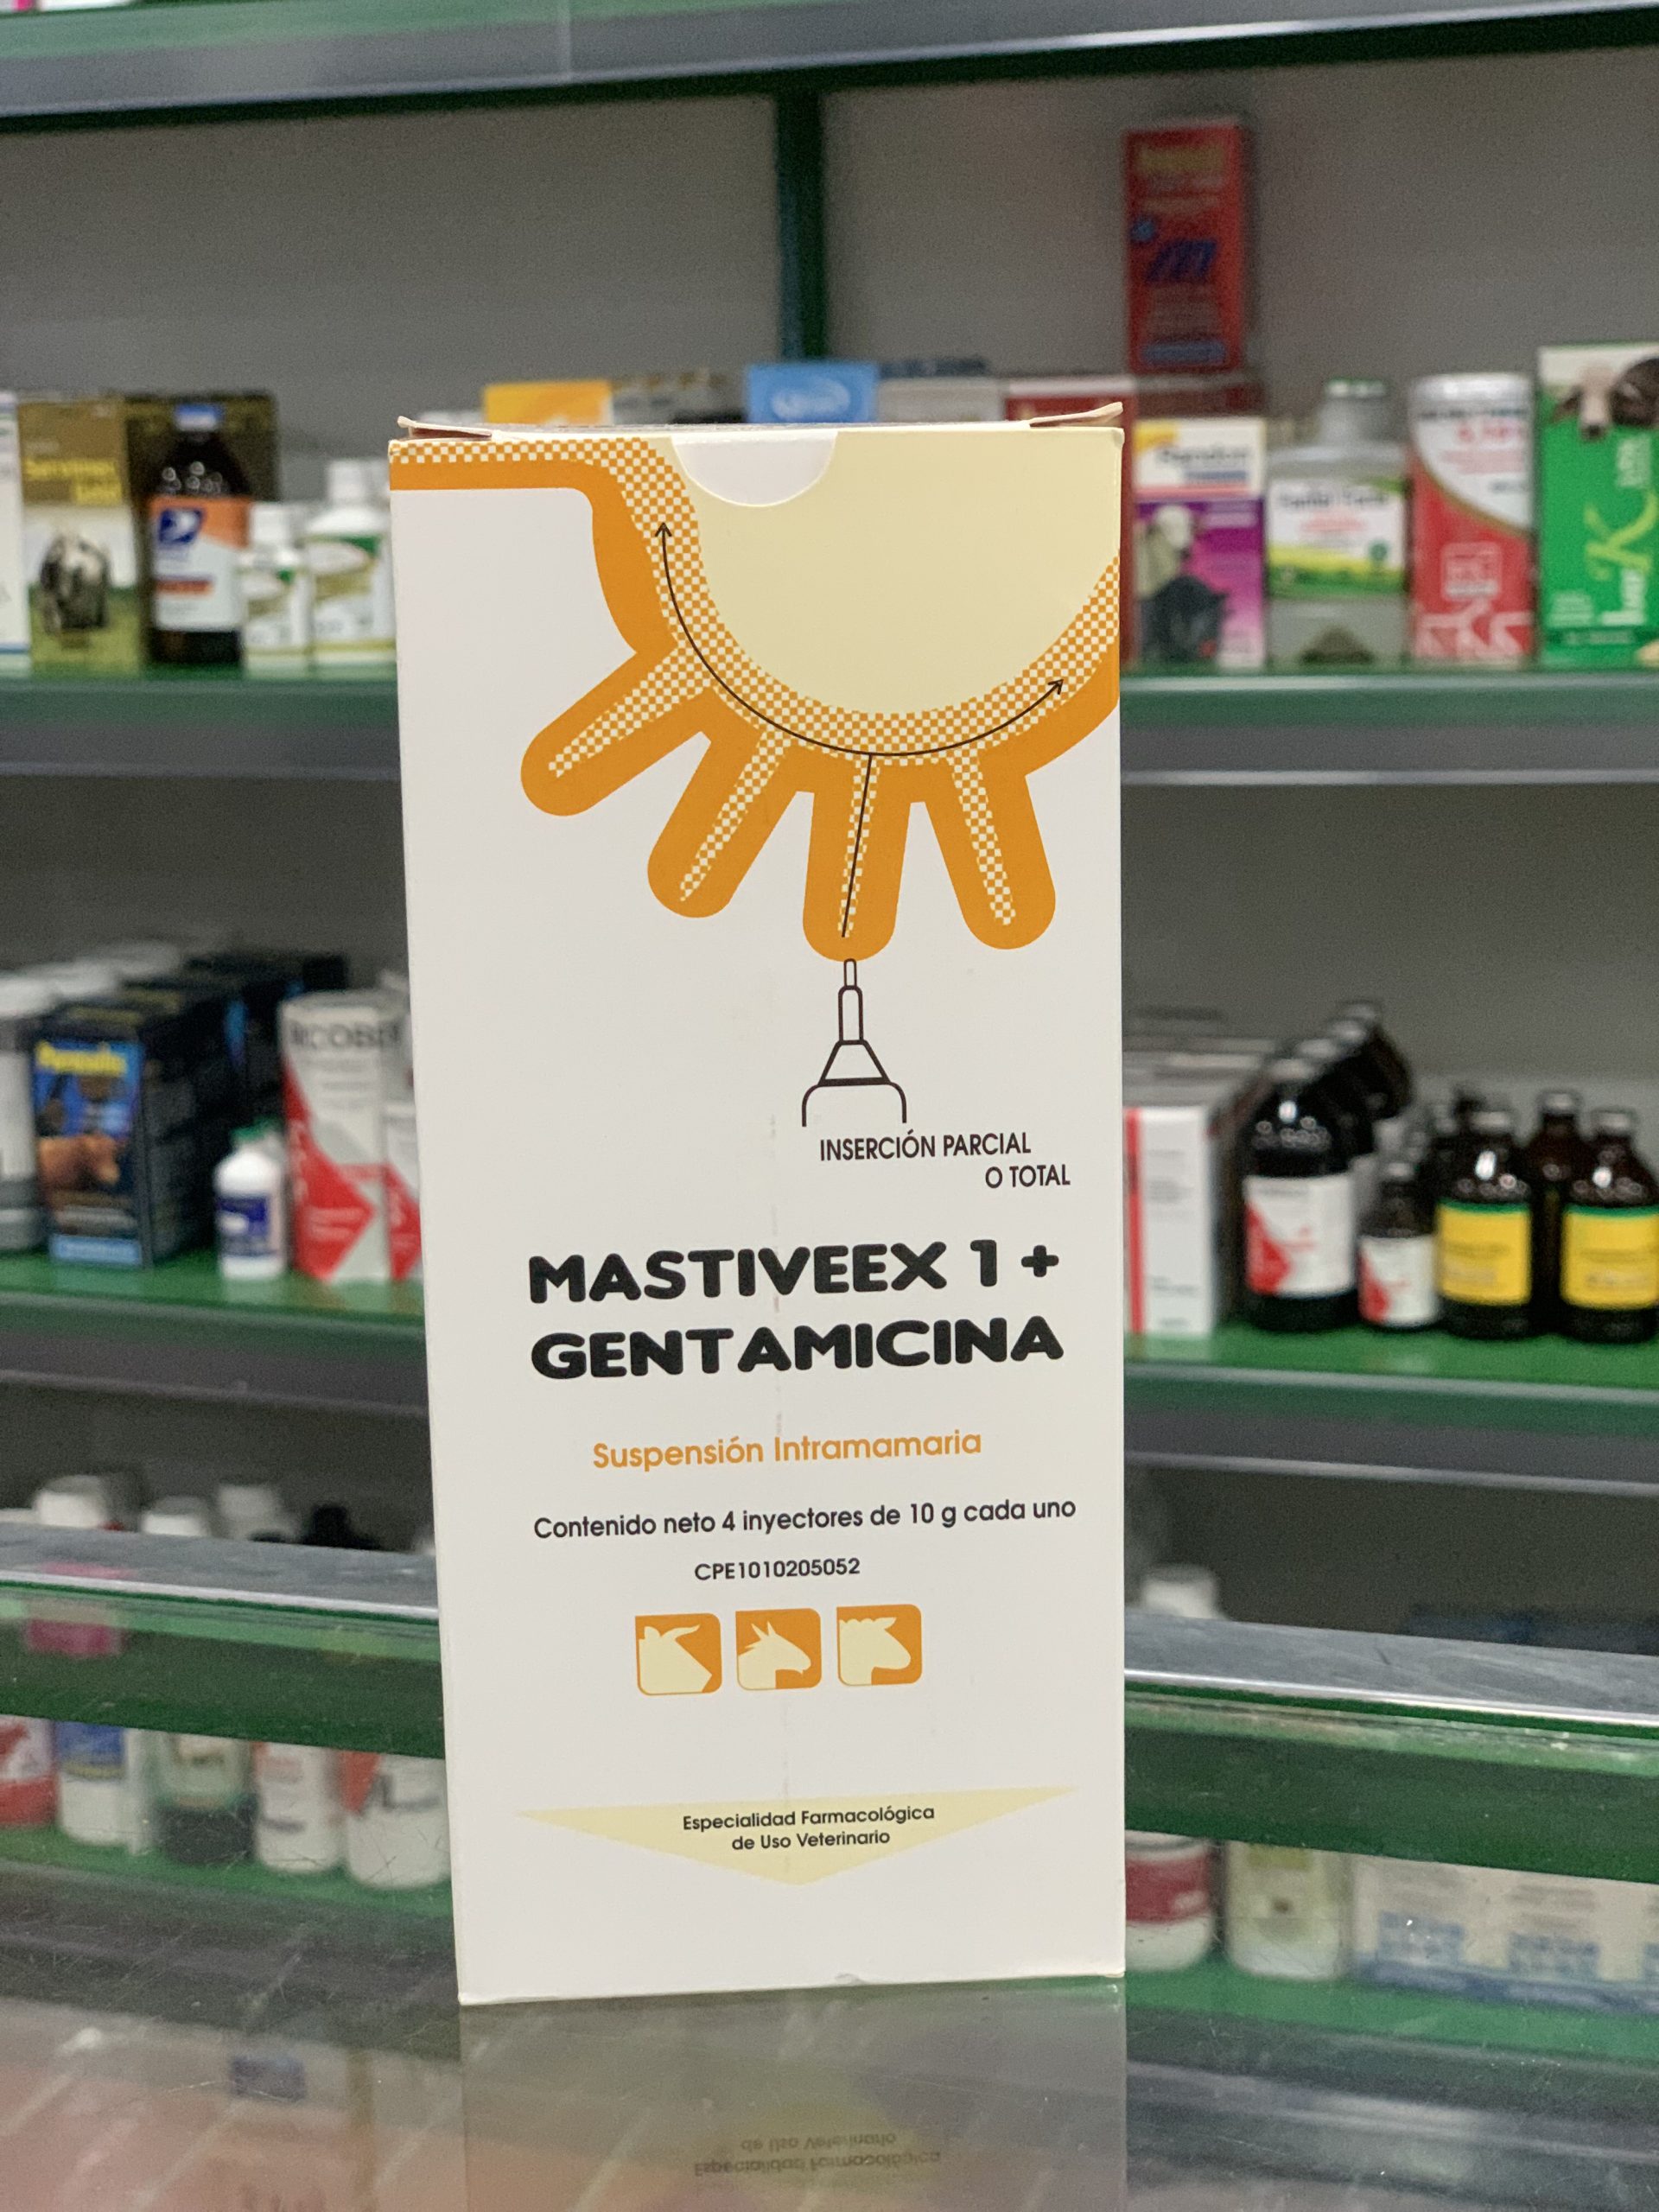 INSERCIÓN PARCIAL
O TOTAL
MASTIVEEX 1 +
GENTAMICINA
Suspensión Intramamaria
Contenido neto 4 inyectores de 10 g cada uno
CPE1010205052
Especialidad Farmacológica
de Uso Veterinario